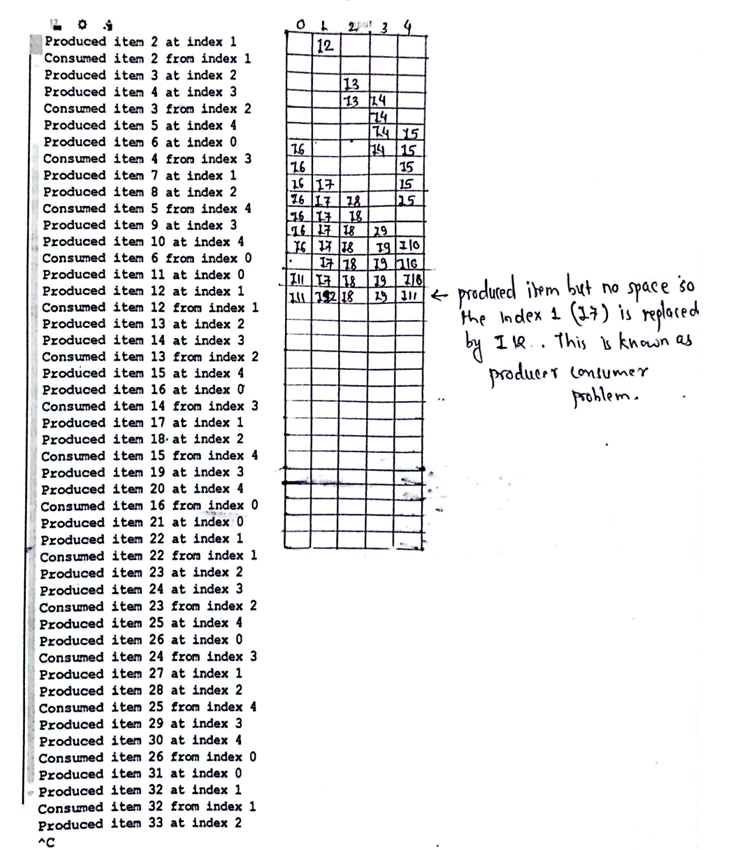 Produced item 2 at index 1
Consumed item 2 from index 1
Produced item 3 at index 2
Produced item 4 at index 3
Consumed item 3 from index 2
Produced item 5 at index 4
Produced item 6 at index 0
Consumed item 4 from index 3
Produced item 7 at index 1
Produced item 8 at index 2
Consumed item 5 from index 4
Produced item 9 at index 3
Produced item 10 at index 4
Consumed item 6 from index 0
Produced item 11 at index 0
Produced item 12 at index 1
Consumed item 12 from index 1
Produced item 13 at index 2
Produced item 14 at index 3
Consumed item 13 from index 2
Produced item 15 at index 4
Produced item 16 at index 0
Consumed item 14 from index 3
Produced item 17 at index 1
Produced item 18 at index 2
Consumed item 15 from index 4
Produced item 19 at index 3
Produced item 20 at index 4
Consumed item 16 from index 0
Produced item 21 at index 0
Produced item 22 at index 1
Consumed item 22 from index 1
Produced item 23 at index 2
Produced item 24 at index 3
Consumed item 23 from index 2
Produced item 25 at index 4
Produced item 26 at index 0
Consumed item 24 from index 3
Produced item 27 at index 1
Produced item 28 at index 2
Consumed item 25 from index 4
Produced item 29 at index 3
Produced item 30 at index 4
Consumed item 26 from index 0
Produced item 31 at index 0
Produced item 32 at index 1
Consumed item 32 from index 1
Produced item 33 at index 2
^C
0 1 2 3 4
I2
I3
I3 I4
I4
I4 I5
I6 I4 I5
I6 I5
I6 I7 I5
I6 I7 I8 I5
I6 I7 I8
I6 I7 I8 I9
I6 I7 I8 I9 I10
I7 I8 I9 I10
I11 I7 I8 I9 I10
I11 I12 I8 I9 I11
← produced item but no space so
the index 1 (I7) is replaced
by I12.. This is known as
producer consumer
problem.